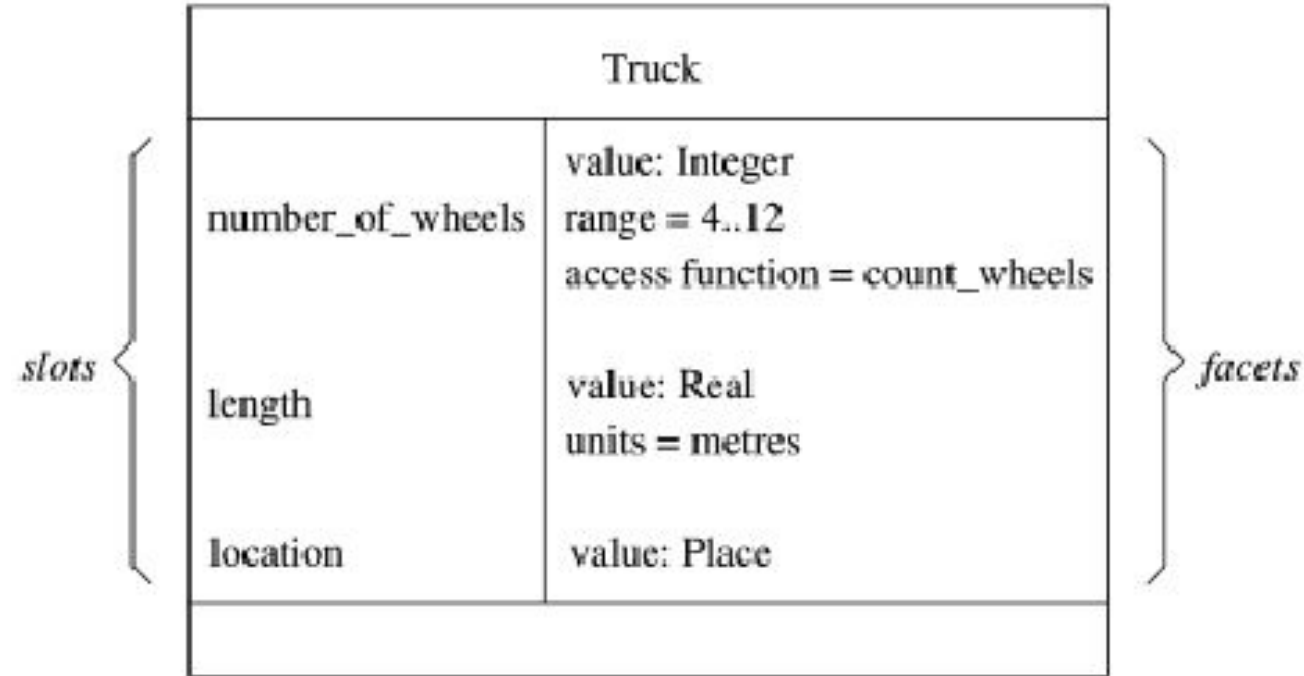 Truck
value: Integer
number_of_wheels
range = 4..12
access function = count_wheels
slots
facets
length
value: Real
units = metres
location
value: Place